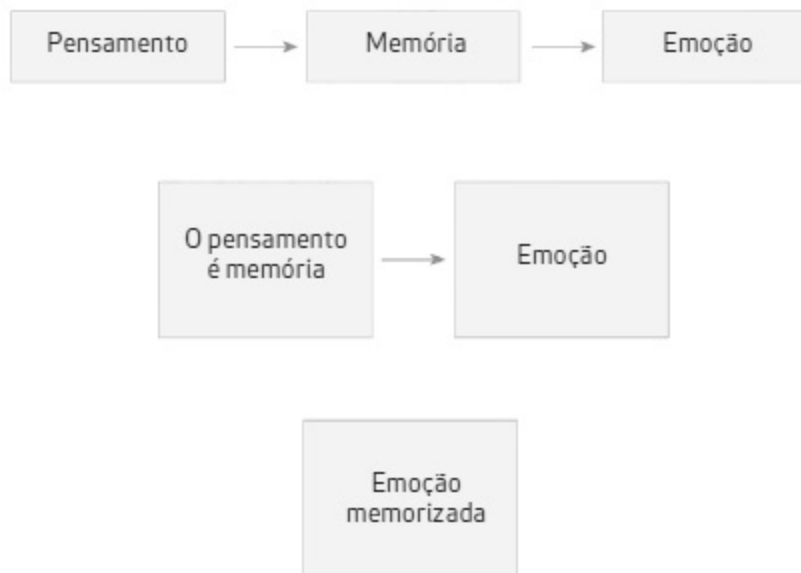 Pensamento Memória Emoção
O pensamento
é memória
Emoção
Emoção
memorizada